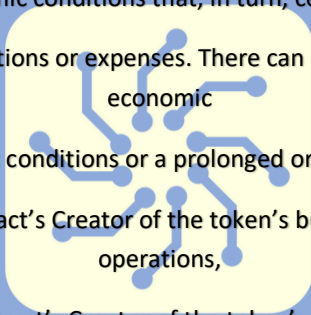 conditions that, in turn, co
tions or expenses. There can
economic
conditions or a prolonged or
act's Creator of the token's bu
operations,